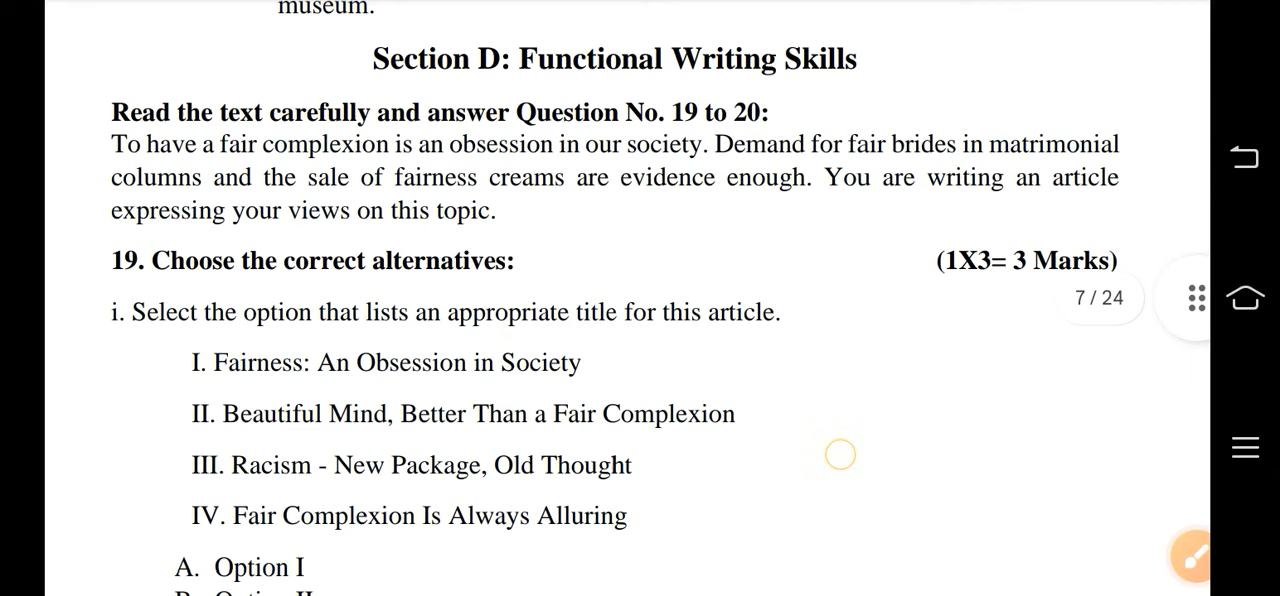 museum.
Section D: Functional Writing Skills
Read the text carefully and answer Question No. 19 to 20:
To have a fair complexion is an obsession in our society. Demand for fair brides in matrimonial
columns and the sale of fairness creams are evidence enough. You are writing an article
expressing your views on this topic.
19. Choose the correct alternatives: (1X3= 3 Marks)
7 / 24
i. Select the option that lists an appropriate title for this article.
I. Fairness: An Obsession in Society
II. Beautiful Mind, Better Than a Fair Complexion
III. Racism - New Package, Old Thought
IV. Fair Complexion Is Always Alluring
A. Option I